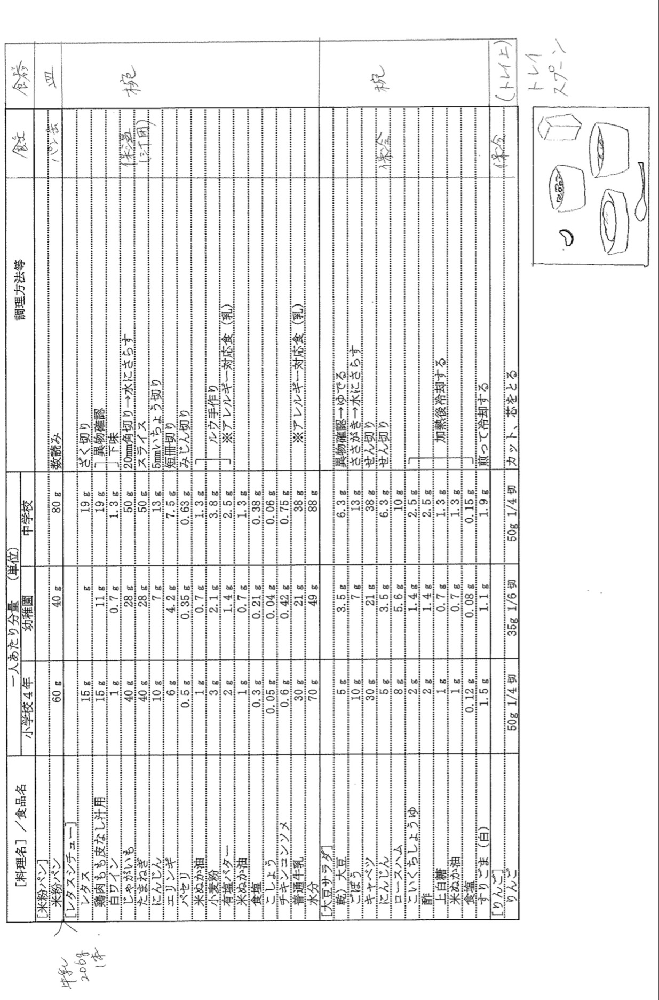 [料理名]／食品名 一人あたり分量 (単位) 調理方法等 食缶 食器
小学校４年 幼稚園 中学校
[米粉パン] 皿
米粉パン 60 g 40 g 80 g 数読み パン缶
牛乳
206g
1本
[レタスシチュー]
レタス 15 g g 19 g ざく切り
鶏肉もも皮なし汁用 15 g 11 g 19 g 異物確認
白ワイン 1 g 0.7 g 1.3 g 下味
じゃがいも 40 g 28 g 50 g 20mm角切り→水にさらす 保温 椀
たまねぎ 40 g 28 g 50 g スライス (汁用)
にんじん 10 g 7 g 13 g 5mmいちょう切り
エリンギ 6 g 4.2 g 7.5 g 短冊切り
パセリ 0.5 g 0.35 g 0.63 g みじん切り
米ぬか油 1 g 0.7 g 1.3 g
小麦粉 3 g 2.1 g 3.8 g ルウ手作り
有塩バター 2 g 1.4 g 2.5 g ※アレルギー対応食（乳）
米ぬか油 1 g 0.7 g 1.3 g
食塩 0.3 g 0.21 g 0.38 g
こしょう 0.05 g 0.04 g 0.06 g
チキンコンソメ 0.6 g 0.42 g 0.75 g
普通牛乳 30 g 21 g 38 g ※アレルギー対応食（乳）
水分 70 g 49 g 88 g
[大豆サラダ]
乾）大豆 5 g 3.5 g 6.3 g 異物確認→ゆでる
ごぼう 10 g 7 g 13 g ささがき→水にさらす
キャベツ 30 g 21 g 38 g せん切り
にんじん 5 g 3.5 g 6.3 g せん切り 保冷 椀
ロースハム 8 g 5.6 g 10 g
こいくちしょうゆ 2 g 1.4 g 2.5 g
酢 2 g 1.4 g 2.5 g
上白糖 1 g 0.7 g 1.3 g 加熱後冷却する
米ぬか油 1 g 0.7 g 1.3 g
食塩 0.12 g 0.08 g 0.15 g
すりごま（白） 1.5 g 1.1 g 1.9 g 煎って冷却する
[りんご] 保冷 (トレイ上)
りんご 50g 1/4 切 35g 1/6 切 50g 1/4 切 カット、芯をとる
トレイ
スプーン